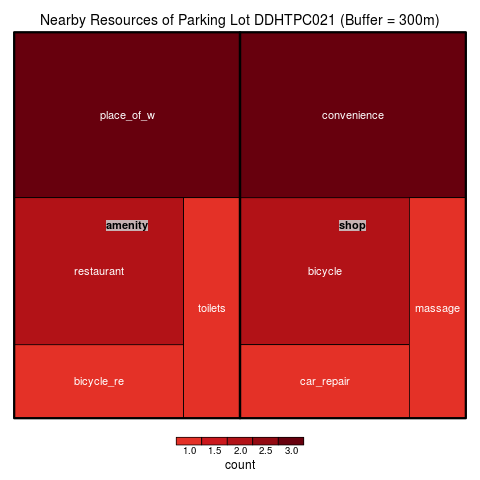 Nearby Resources of Parking Lot DDHTPC021 (Buffer = 300m)
place_of_w
convenience
amenity
shop
restaurant
bicycle
toilets
massage
bicycle_re
car_repair
1.0 1.5 2.0 2.5 3.0
count